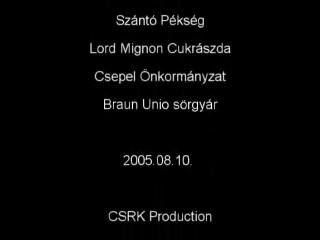 Szántó Pékség
Lord Mignon Cukrászda
Csepel Önkormányzat
Braun Unio sörgyár
2005.08.10.
CSRK Production